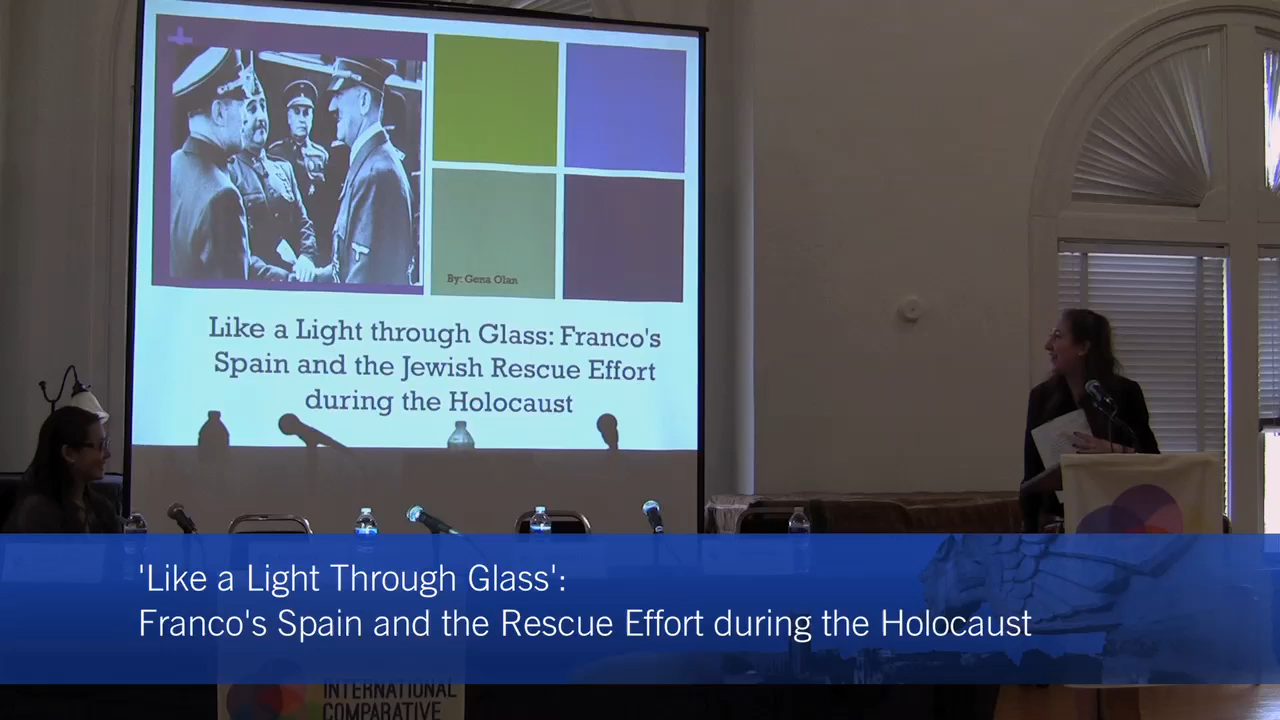 By: Gena Olan
Like a Light through Glass: Franco's
Spain and the Jewish Rescue Effort
during the Holocaust
'Like a Light Through Glass':
Franco's Spain and the Rescue Effort during the Holocaust
INTERNATIONAL
COMPARATIVE